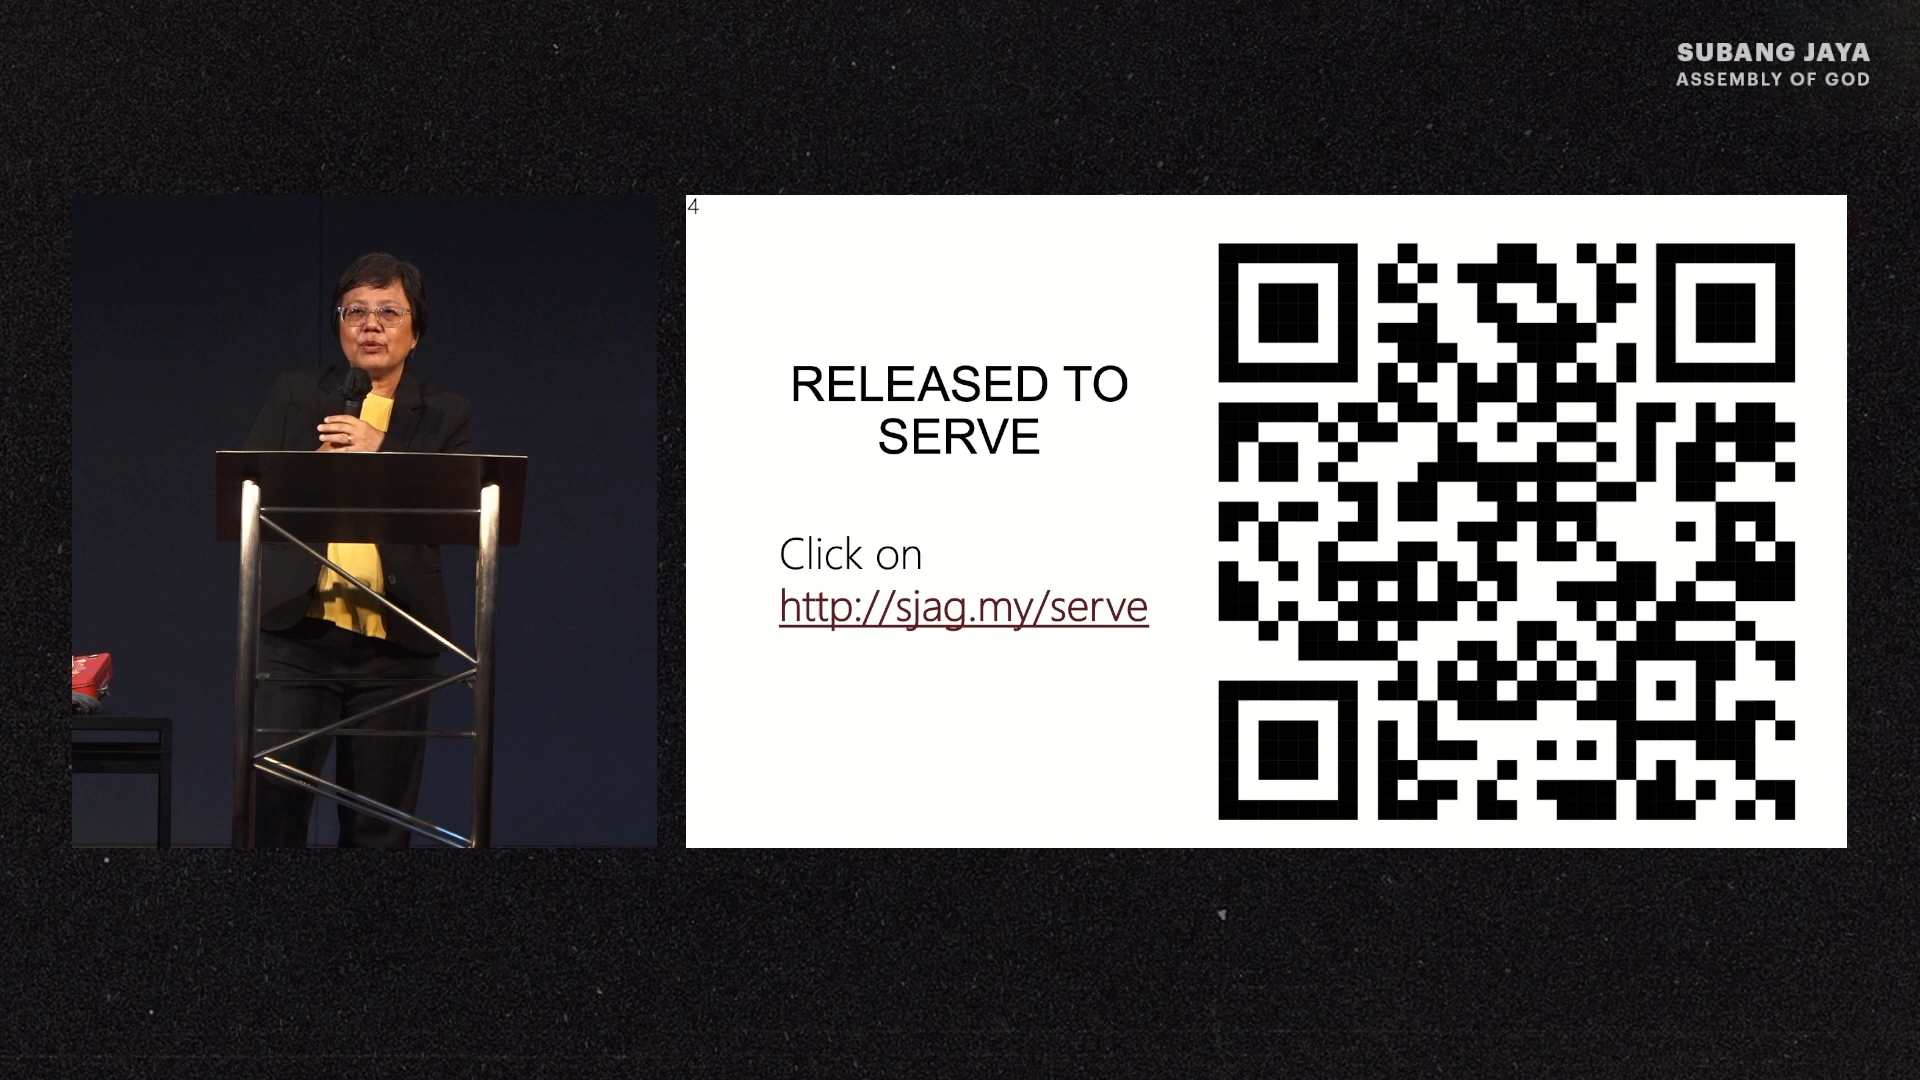 SUBANG JAYA
ASSEMBLY OF GOD
4
RELEASED TO
SERVE
Click on
http://sjag.my/serve